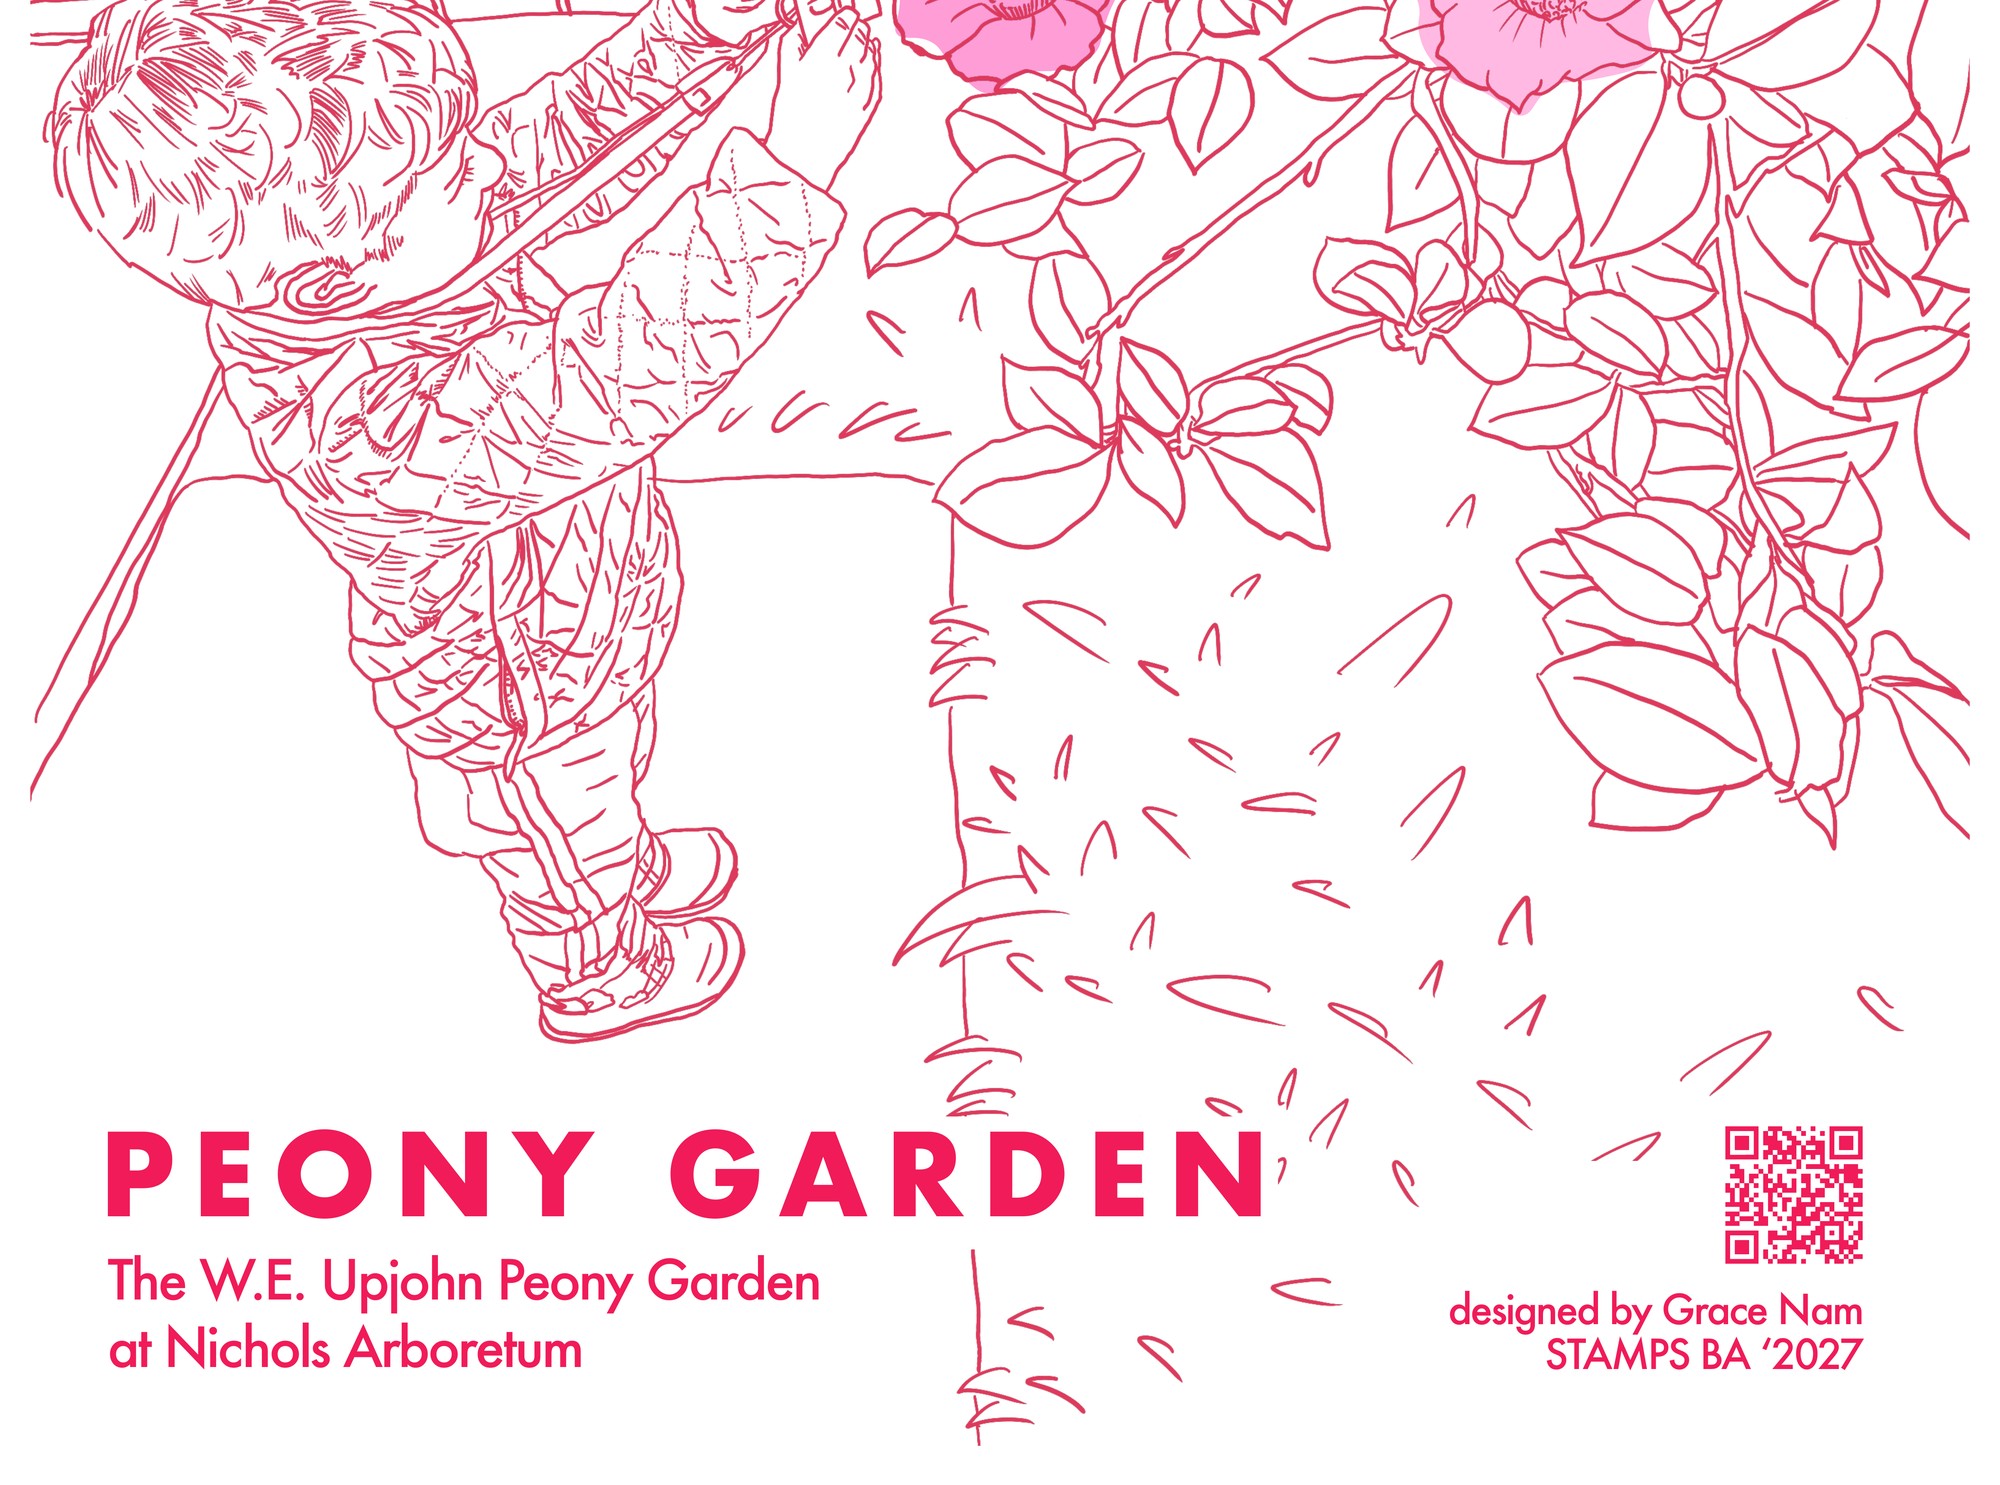 PEONY GARDEN
The W.E. Upjohn Peony Garden
at Nichols Arboretum
designed by Grace Nam
STAMPS BA ‘2027